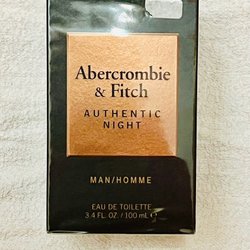 Abercrombie
& Fitch
AUTHENTIC
NIGHT
MAN/HOMME
EAU DE TOILETTE
3.4 FL. OZ. / 100 mL ℮